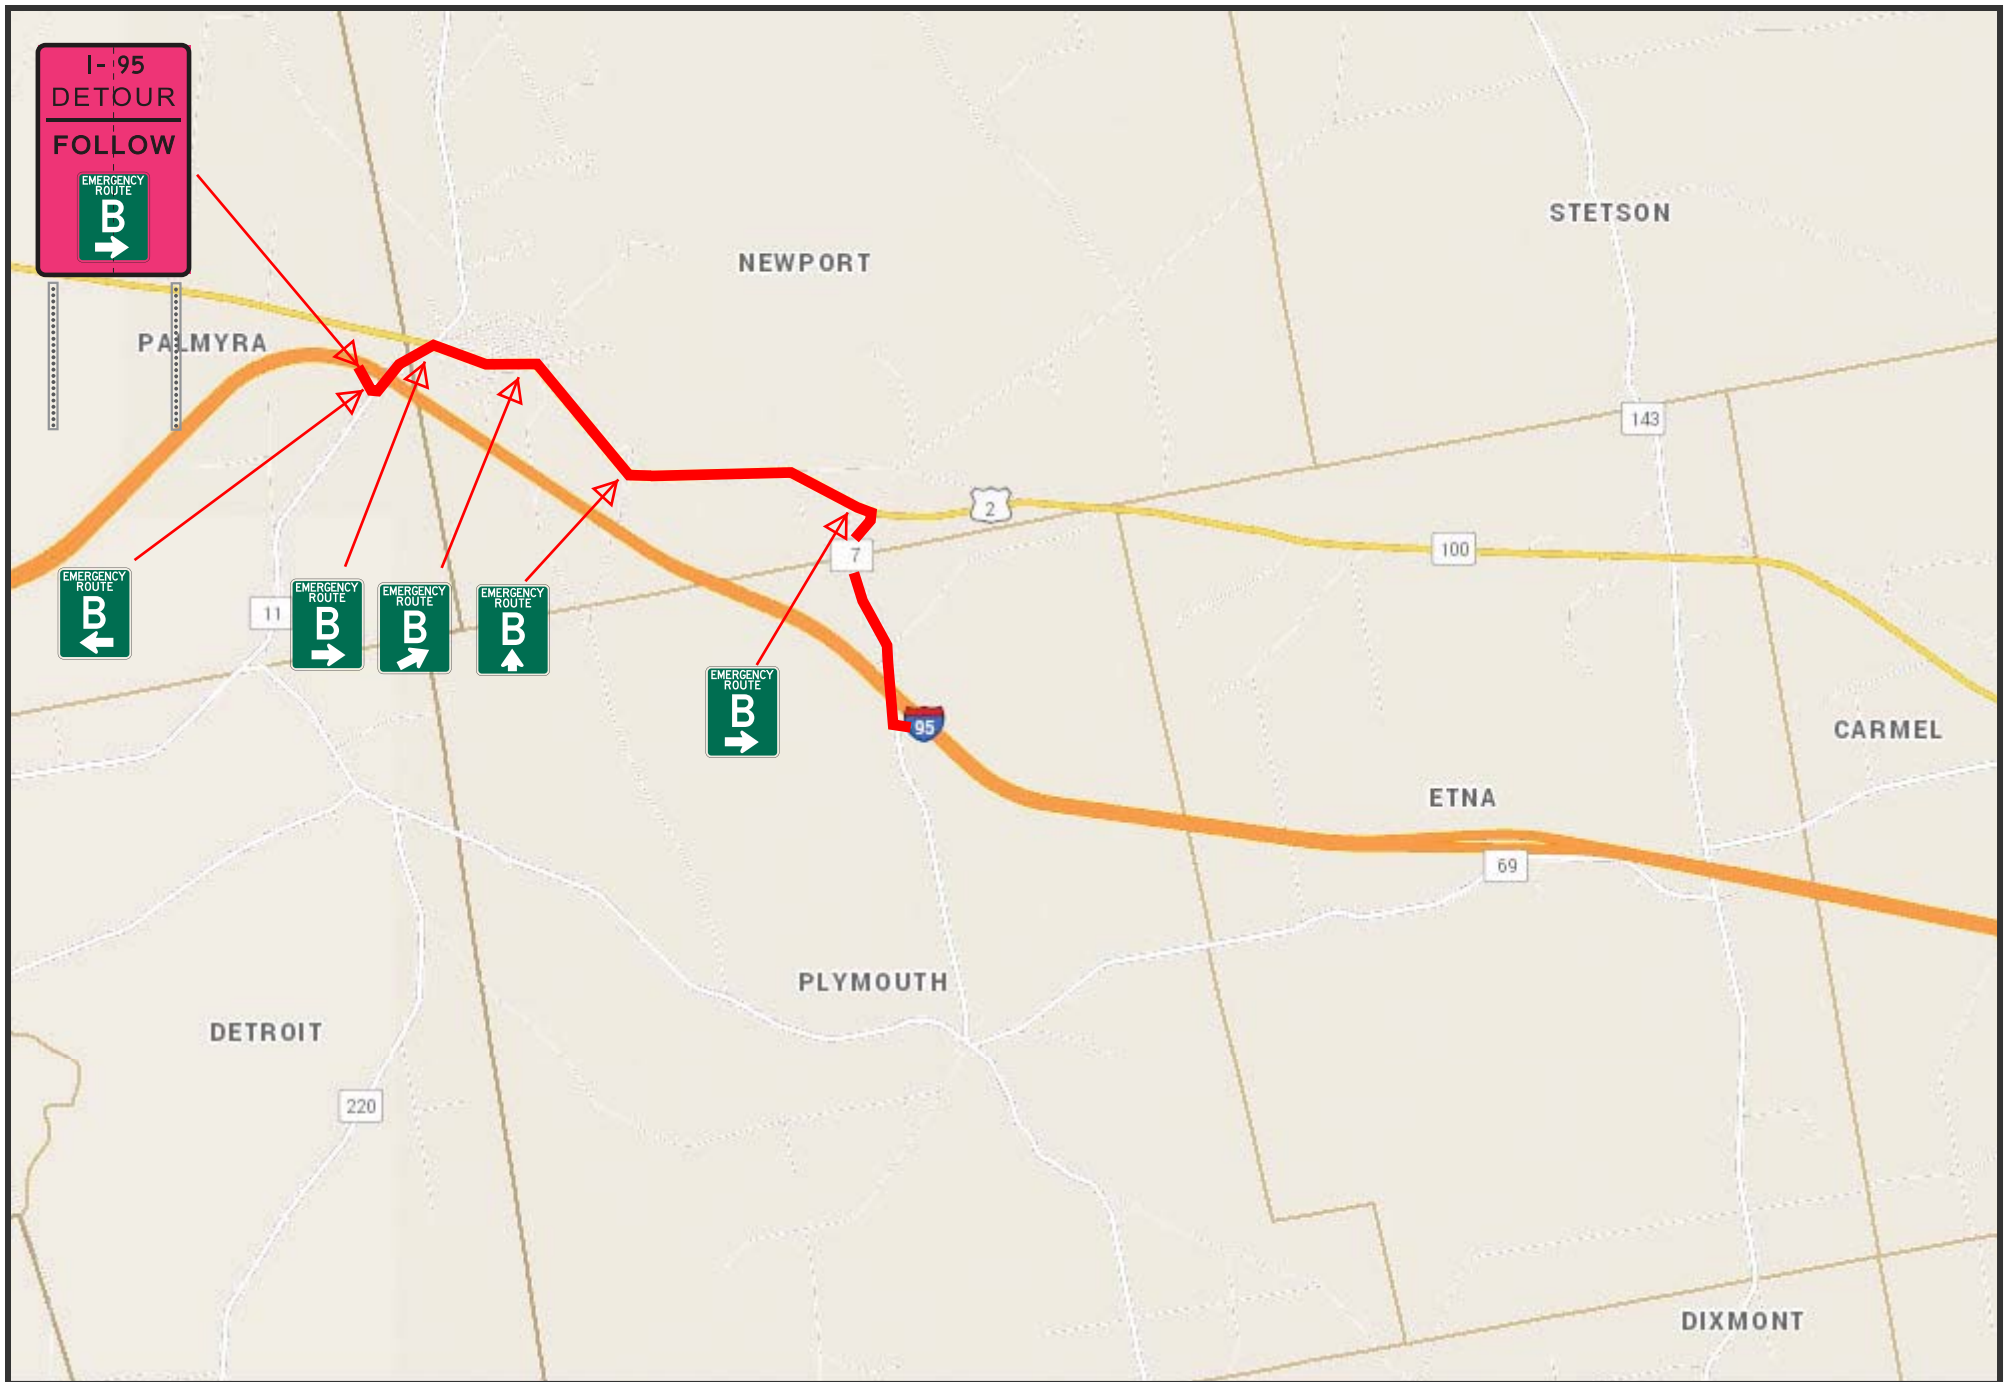 I- 95
DETOUR
FOLLOW
EMERGENCY
ROUTE
B
STETSON
NEWPORT
PALMYRA
143
2
7
100
EMERGENCY
ROUTE
B
11
EMERGENCY
ROUTE
B
EMERGENCY
ROUTE
B
EMERGENCY
ROUTE
B
EMERGENCY
ROUTE
B
95
CARMEL
ETNA
69
PLYMOUTH
DETROIT
220
DIXMONT